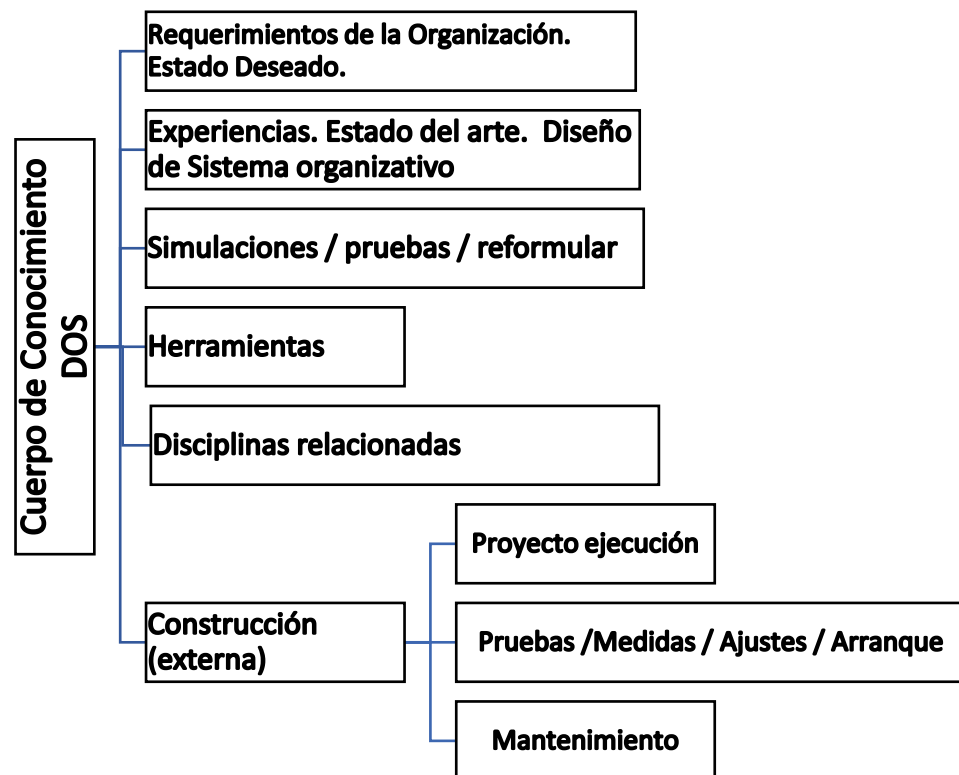 Cuerpo de Conocimiento
DOS
Requerimientos de la Organización.
Estado Deseado.
Experiencias. Estado del arte. Diseño
de Sistema organizativo
Simulaciones / pruebas / reformular
Herramientas
Disciplinas relacionadas
Construcción
(externa)
Proyecto ejecución
Pruebas /Medidas / Ajustes / Arranque
Mantenimiento